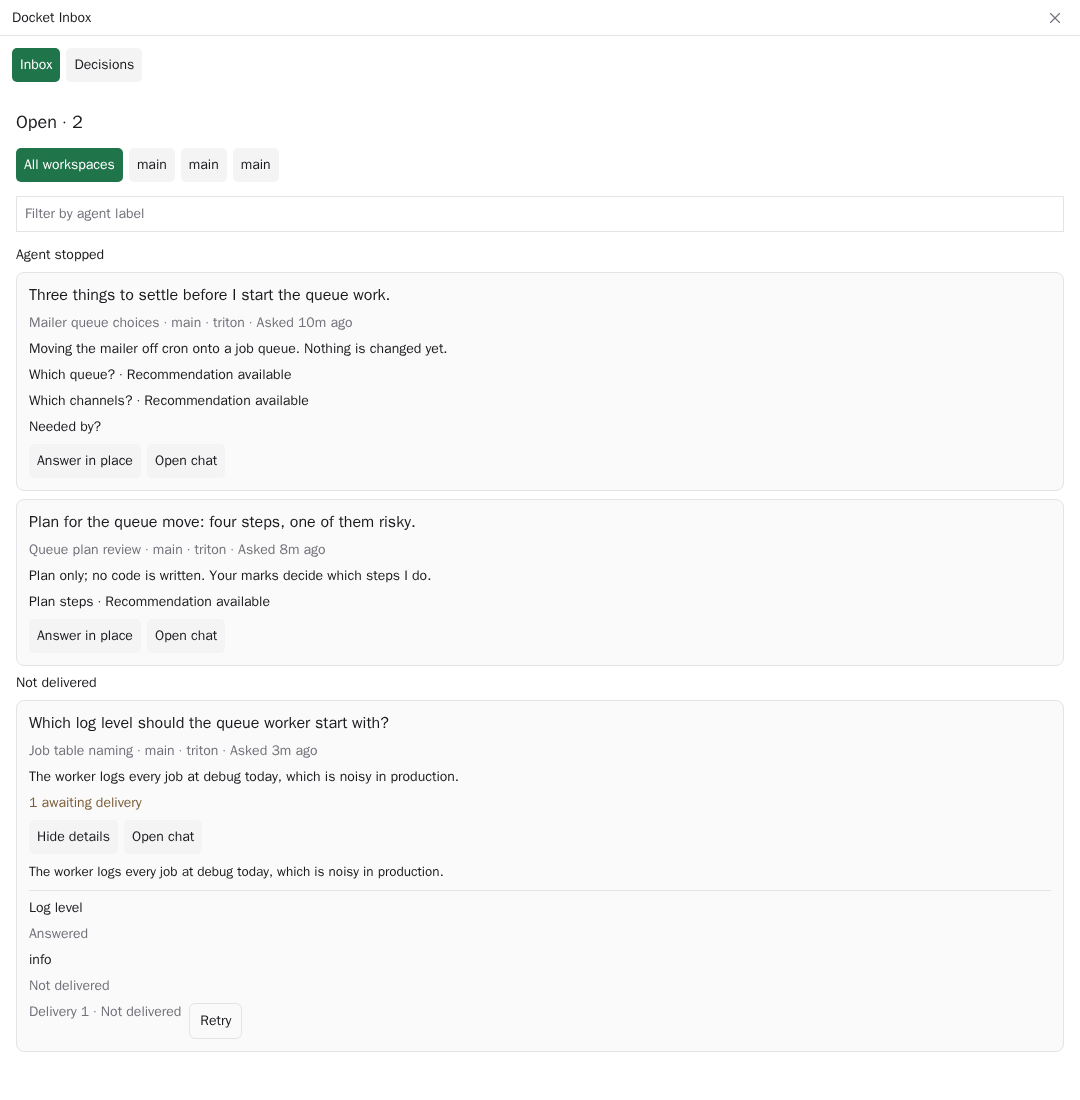 Docket Inbox
Inbox Decisions
Open · 2
All workspaces main main main
Filter by agent label
Agent stopped
Three things to settle before I start the queue work.
Mailer queue choices · main · triton · Asked 10m ago
Moving the mailer off cron onto a job queue. Nothing is changed yet.
Which queue? · Recommendation available
Which channels? · Recommendation available
Needed by?
Answer in place Open chat
Plan for the queue move: four steps, one of them risky.
Queue plan review · main · triton · Asked 8m ago
Plan only; no code is written. Your marks decide which steps I do.
Plan steps · Recommendation available
Answer in place Open chat
Not delivered
Which log level should the queue worker start with?
Job table naming · main · triton · Asked 3m ago
The worker logs every job at debug today, which is noisy in production.
1 awaiting delivery
Hide details Open chat
The worker logs every job at debug today, which is noisy in production.
Log level
Answered
info
Not delivered
Delivery 1 · Not delivered Retry